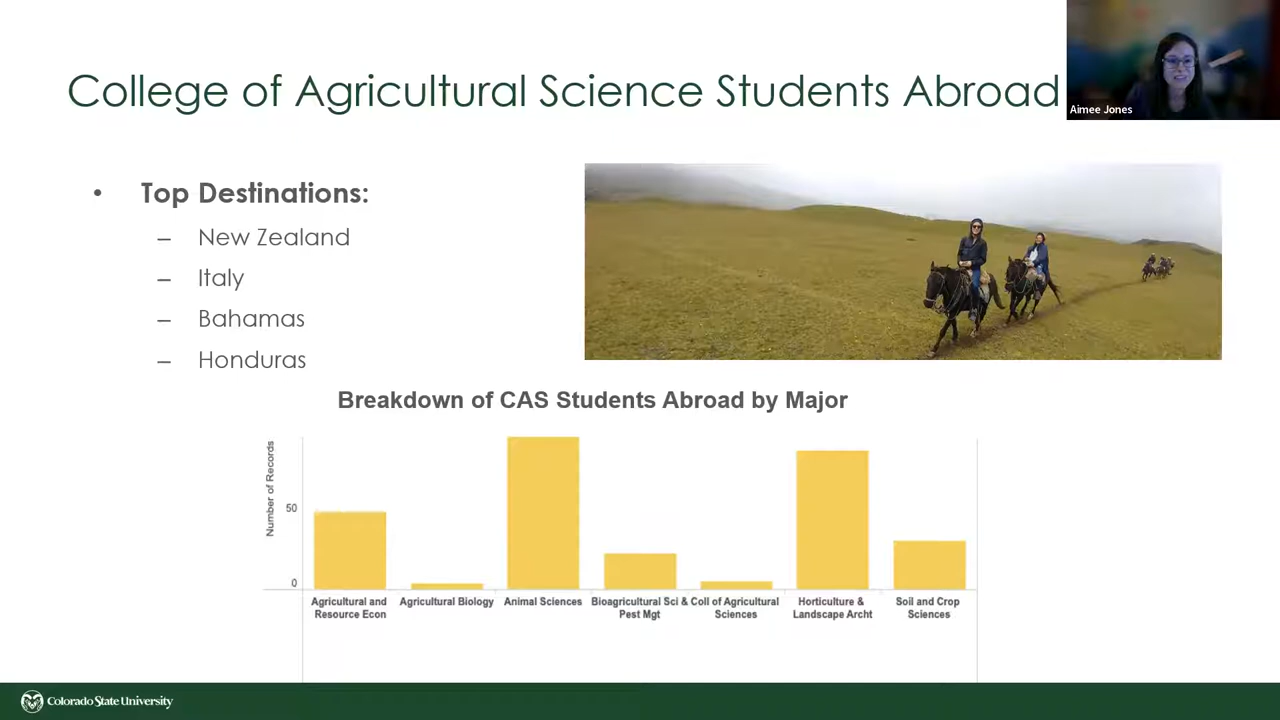 College of Agricultural Science Students Abroad
Aimee Jones
• Top Destinations:
– New Zealand
– Italy
– Bahamas
– Honduras
Breakdown of CAS Students Abroad by Major
Number of Records
50
0
Agricultural and
Resource Econ
Agricultural Biology
Animal Sciences
Bioagricultural Sci &
Pest Mgt
Coll of Agricultural
Sciences
Horticulture &
Landscape Archt
Soil and Crop
Sciences
Colorado State University